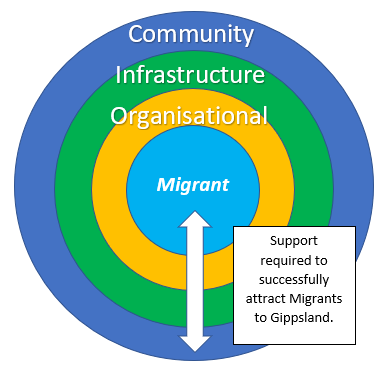 Community
Infrastructure
Organisational
Migrant
Support
required to
successfully
attract Migrants
to Gippsland.